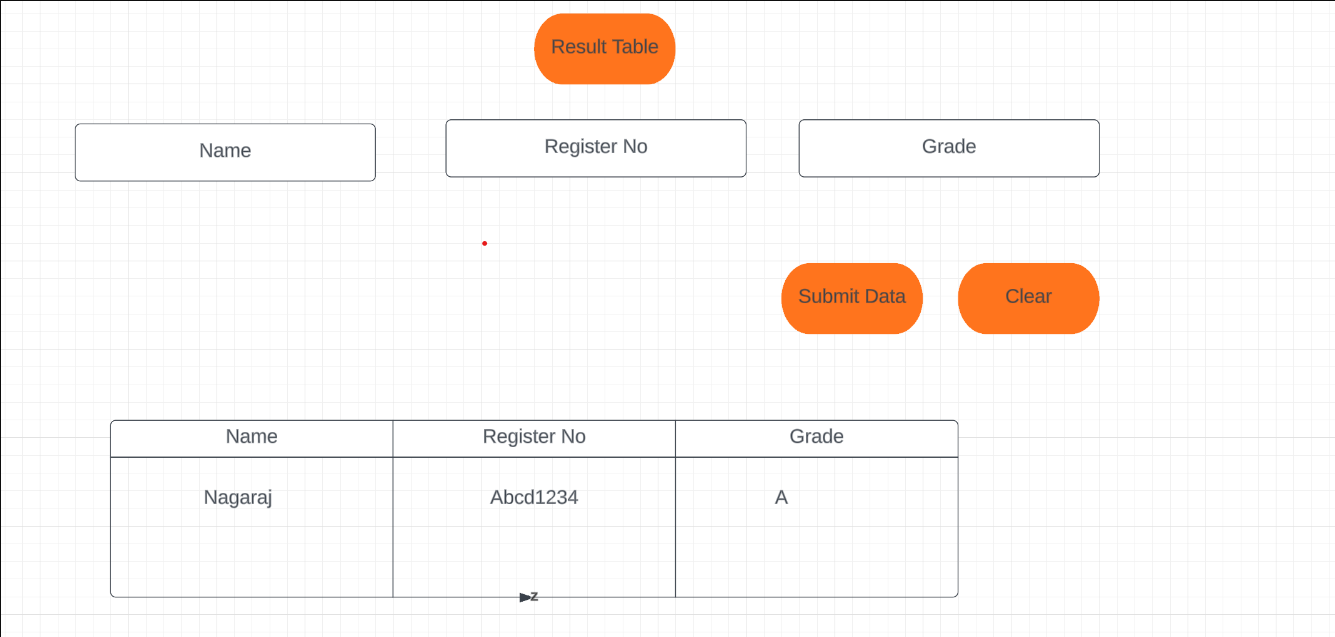 Result Table
Name
Register No
Grade
Submit Data
Clear
Name
Register No
Grade
Nagaraj
Abcd1234
A
z